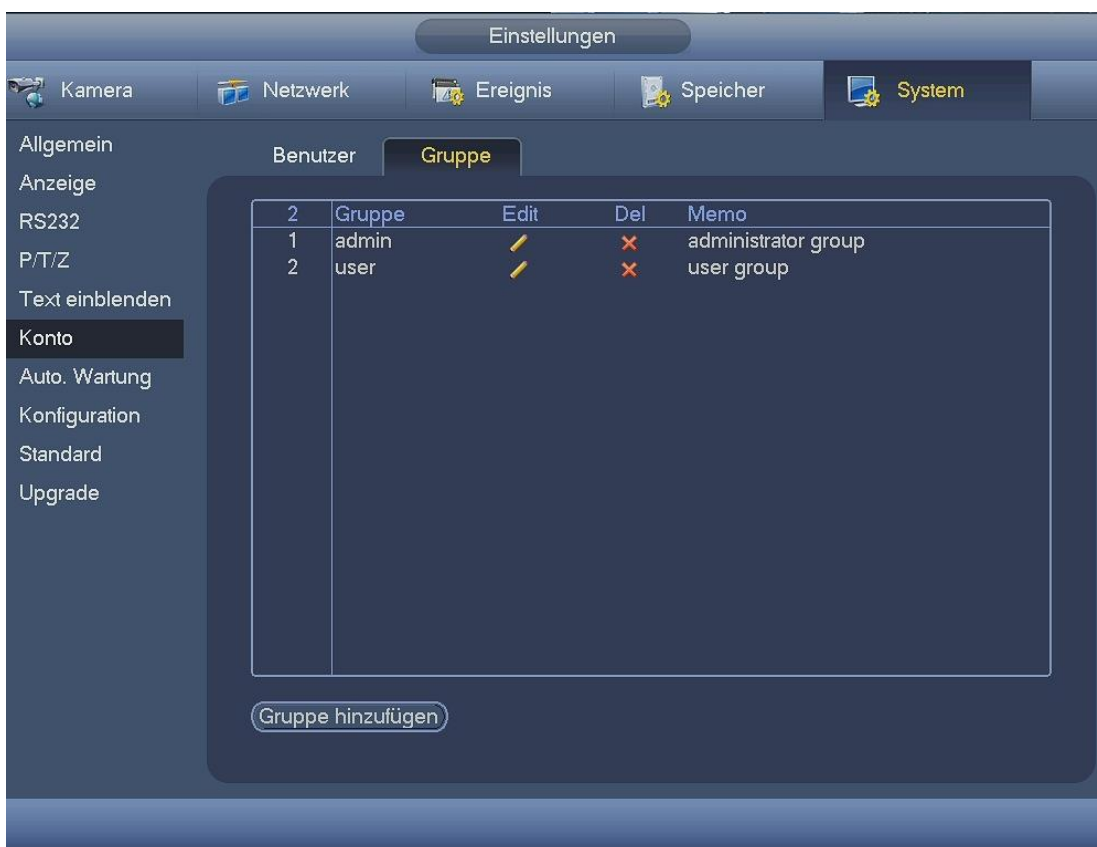 Einstellungen
Kamera Netzwerk Ereignis Speicher System
Allgemein
Anzeige
RS232
P/T/Z
Text einblenden
Konto
Auto. Wartung
Konfiguration
Standard
Upgrade
Benutzer Gruppe
2 Gruppe Edit Del Memo
1 admin administrator group
2 user user group
Gruppe hinzufügen